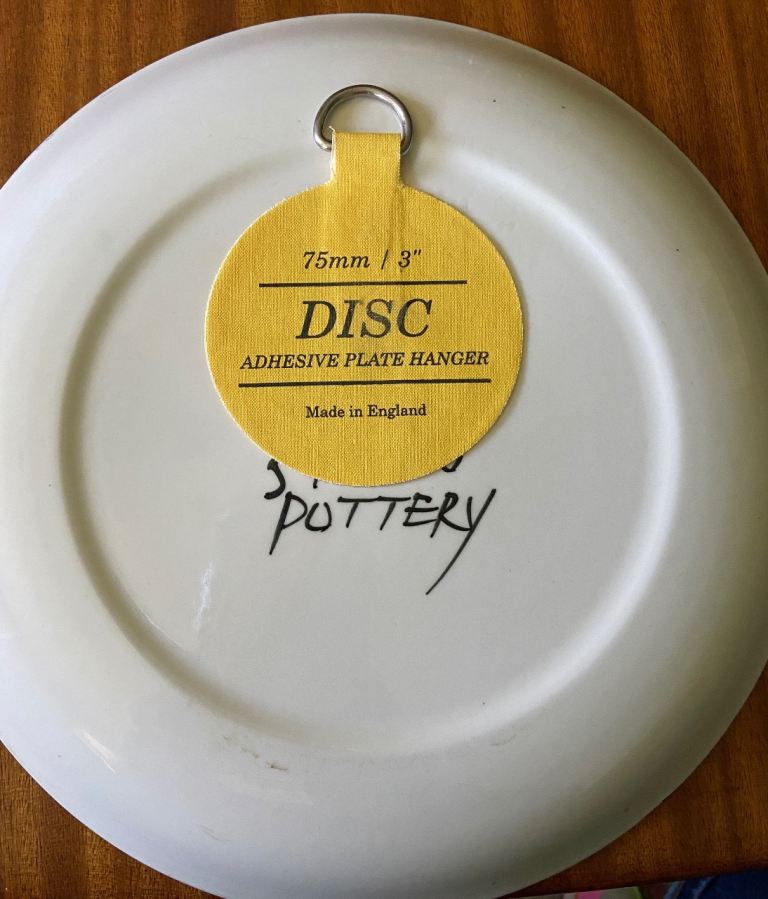 75mm / 3"
DISC
ADHESIVE PLATE HANGER
Made in England
POTTERY